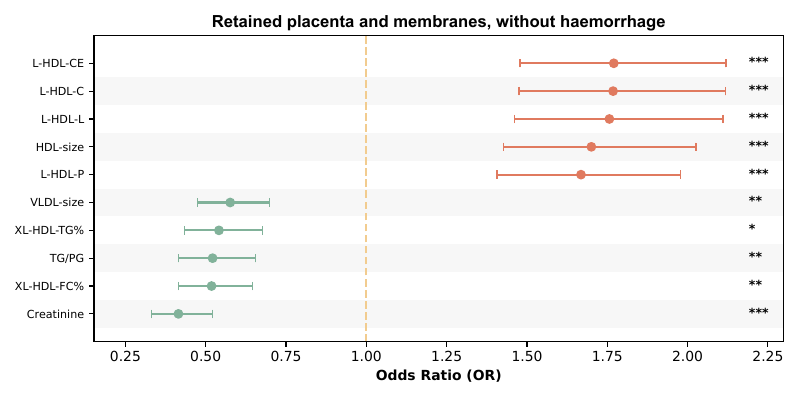 Retained placenta and membranes, without haemorrhage
L-HDL-CE ***
L-HDL-C ***
L-HDL-L ***
HDL-size ***
L-HDL-P ***
VLDL-size **
XL-HDL-TG% *
TG/PG **
XL-HDL-FC% **
Creatinine ***
0.25 0.50 0.75 1.00 1.25 1.50 1.75 2.00 2.25
Odds Ratio (OR)